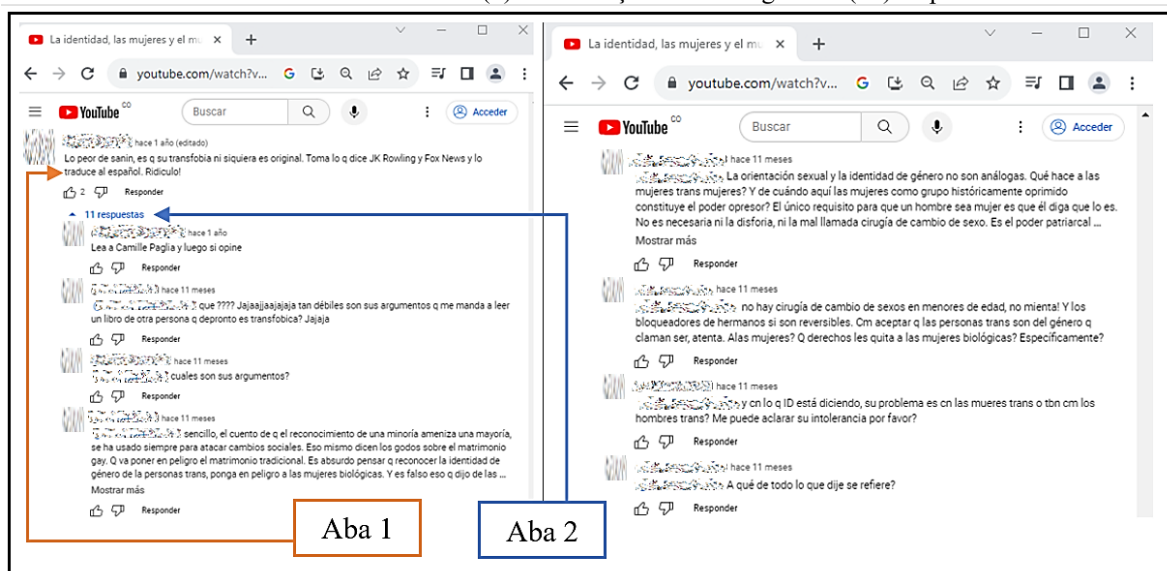 La identidad, las mujeres y el m
youtube.com/watch?v...
YouTube CO
Buscar
Acceder
hace 1 año (editado)
Lo peor de sanin, es q su transfobia ni siquiera es original. Toma lo q dice JK Rowling y Fox News y lo
traduce al español. Ridiculo!
2 Responder
11 respuestas
hace 1 año
Lea a Camille Paglia y luego si opine
Responder
hace 11 meses
que ???? Jajaajjaajajaja tan débiles son sus argumentos q me manda a leer
un libro de otra persona q depronto es transfobica? Jajaja
Responder
hace 11 meses
cuales son sus argumentos?
Responder
hace 11 meses
sencillo, el cuento de q el reconocimiento de una minoría ameniza una mayoría,
se ha usado siempre para atacar cambios sociales. Eso mismo dicen los godos sobre el matrimonio
gay. Q va poner en peligro el matrimonio tradicional. Es absurdo pensar q reconocer la identidad de
género de la personas trans, ponga en peligro a las mujeres biológicas. Y es falso eso q dijo de las ...
Mostrar más
Responder
Aba 1
Aba 2
La identidad, las mujeres y el m
youtube.com/watch?v...
YouTube CO
Buscar
Acceder
hace 11 meses
La orientación sexual y la identidad de género no son análogas. Qué hace a las
mujeres trans mujeres? Y de cuándo aquí las mujeres como grupo históricamente oprimido
constituye el poder opresor? El único requisito para que un hombre sea mujer es que él diga que lo es.
No es necesaria ni la disforia, ni la mal llamada cirugía de cambio de sexo. Es el poder patriarcal ...
Mostrar más
Responder
hace 11 meses
no hay cirugía de cambio de sexos en menores de edad, no mienta! Y los
bloqueadores de hermanos si son reversibles. Cm aceptar q las personas trans son del género q
claman ser, atenta. Alas mujeres? Q derechos les quita a las mujeres biológicas? Específicamente?
Responder
hace 11 meses
y cn lo q ID está diciendo, su problema es cn las mueres trans o tbn cm los
hombres trans? Me puede aclarar su intolerancia por favor?
Responder
hace 11 meses
A qué de todo lo que dije se refiere?
Responder